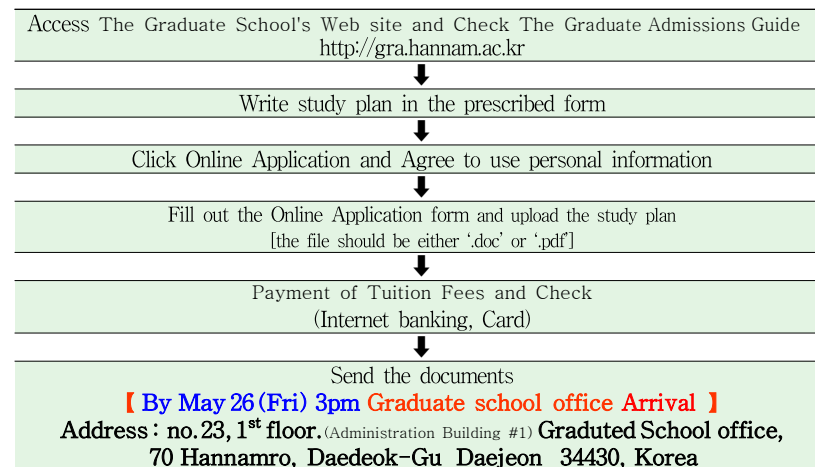 Access The Graduate School's Web site and Check The Graduate Admissions Guide
http://gra.hannam.ac.kr
Write study plan in the prescribed form
Click Online Application and Agree to use personal information
Fill out the Online Application form and upload the study plan
[the file should be either ‘.doc’ or ‘.pdf’]
Payment of Tuition Fees and Check
(Internet banking, Card)
Send the documents
【 By May 26 (Fri) 3pm Graduate school office Arrival 】
Address : no.23, 1st floor.(Administration Building #1) Graduted School office,
70 Hannamro, Daedeok-Gu Daejeon 34430, Korea